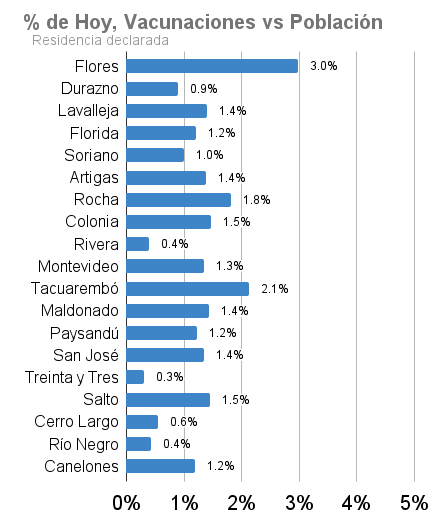 % de Hoy, Vacunaciones vs Población
Residencia declarada
Flores 3.0%
Durazno 0.9%
Lavalleja 1.4%
Florida 1.2%
Soriano 1.0%
Artigas 1.4%
Rocha 1.8%
Colonia 1.5%
Rivera 0.4%
Montevideo 1.3%
Tacuarembó 2.1%
Maldonado 1.4%
Paysandú 1.2%
San José 1.4%
Treinta y Tres 0.3%
Salto 1.5%
Cerro Largo 0.6%
Río Negro 0.4%
Canelones 1.2%
0% 1% 2% 3% 4% 5%